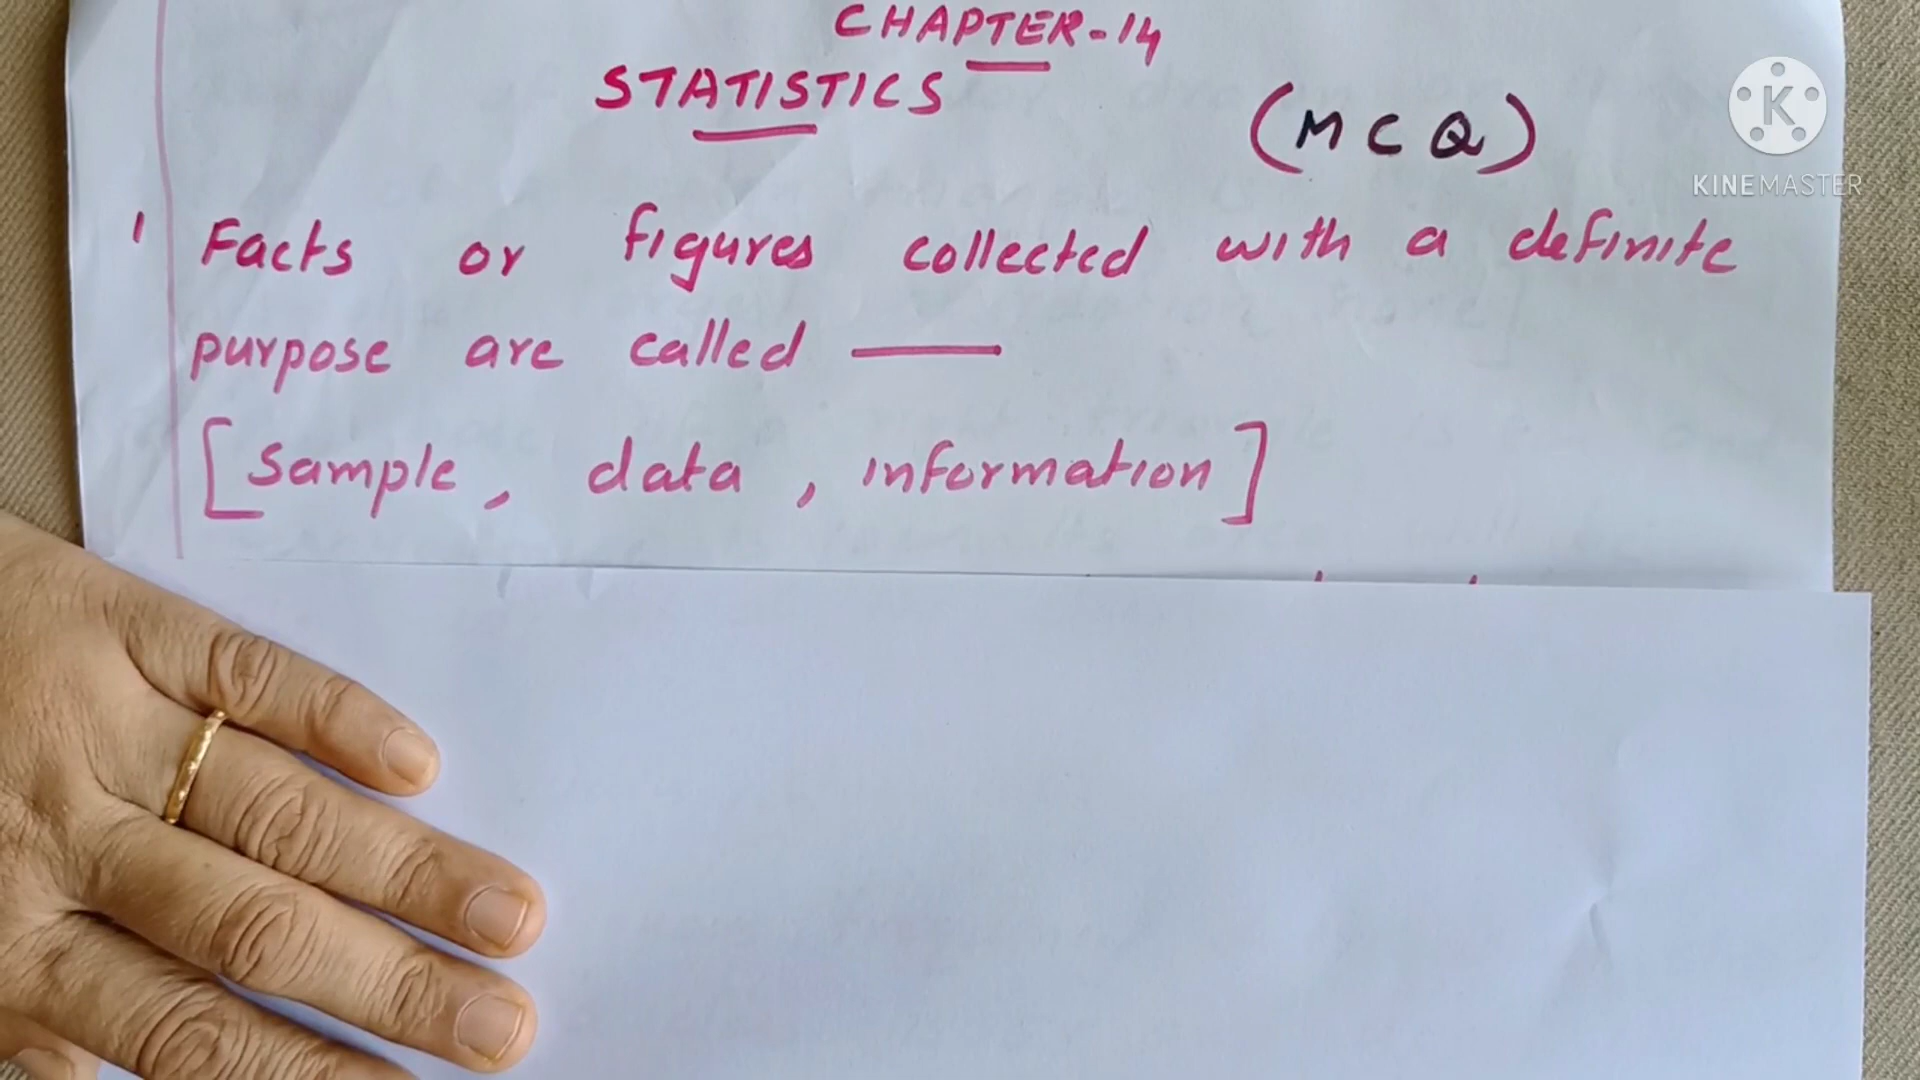 CHAPTER-14
STATISTICS
(MCQ)
K
KINEMASTER
1 Facts or figures collected with a definite
purpose are called ———
[sample, data, information]